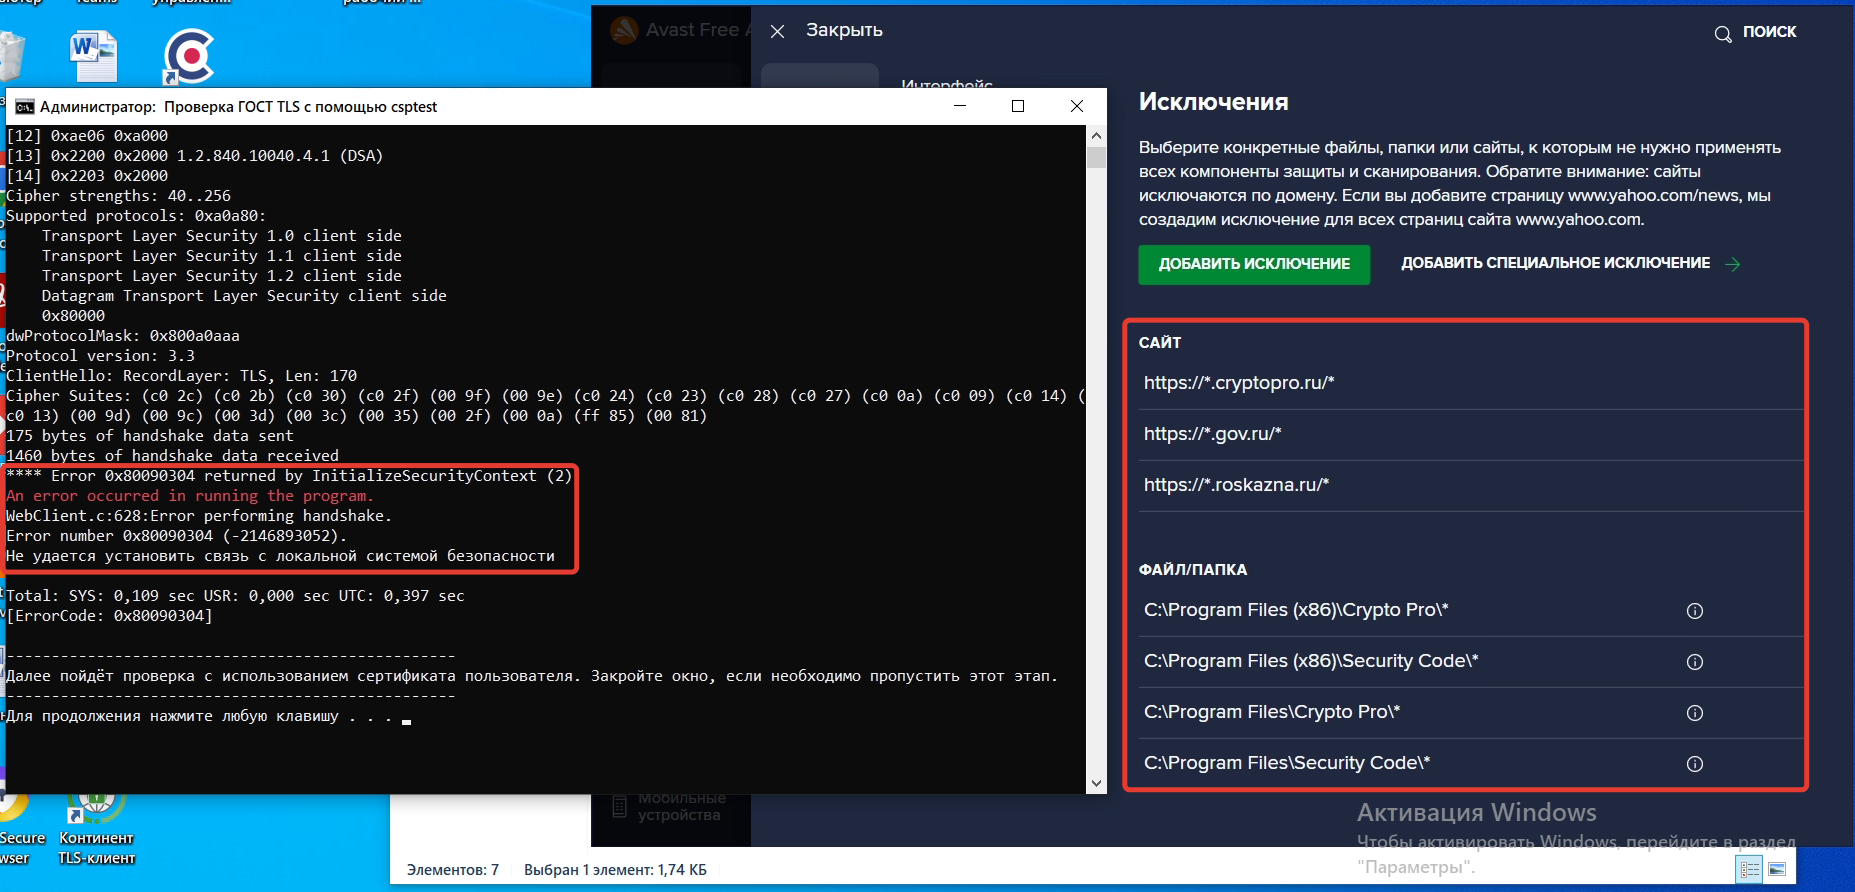 Администратор: Проверка ГОСТ TLS с помощью csptest
[12] 0xae06 0xa000
[13] 0x2200 0x2000 1.2.840.10040.4.1 (DSA)
[14] 0x2203 0x2000
Cipher strengths: 40..256
Supported protocols: 0xa0a80:
Transport Layer Security 1.0 client side
Transport Layer Security 1.1 client side
Transport Layer Security 1.2 client side
Datagram Transport Layer Security client side
0x80000
dwProtocolMask: 0x800a0aaa
Protocol version: 3.3
ClientHello: RecordLayer: TLS, Len: 170
Cipher Suites: (c0 2c) (c0 2b) (c0 30) (c0 2f) (00 9f) (00 9e) (c0 24) (c0 23) (c0 28) (c0 27) (c0 0a) (c0 09) (c0 14) (
c0 13) (00 9d) (00 9c) (00 3d) (00 3c) (00 35) (00 2f) (00 0a) (ff 85) (00 81)
175 bytes of handshake data sent
1460 bytes of handshake data received
**** Error 0x80090304 returned by InitializeSecurityContext (2)
An error occurred in running the program.
WebClient.c:628:Error performing handshake.
Error number 0x80090304 (-2146893052).
Не удается установить связь с локальной системой безопасности
Total: SYS: 0,109 sec USR: 0,000 sec UTC: 0,397 sec
[ErrorCode: 0x80090304]
--------------------------------------------------
Далее пойдёт проверка с использованием сертификата пользователя. Закройте окно, если необходимо пропустить этот этап.
--------------------------------------------------
Для продолжения нажмите любую клавишу . . .
Avast Free
Закрыть
ПОИСК
Интерфейс
Исключения
Выберите конкретные файлы, папки или сайты, к которым не нужно применять
всех компоненты защиты и сканирования. Обратите внимание: сайты
исключаются по домену. Если вы добавите страницу www.yahoo.com/news, мы
создадим исключение для всех страниц сайта www.yahoo.com.
ДОБАВИТЬ ИСКЛЮЧЕНИЕ
ДОБАВИТЬ СПЕЦИАЛЬНОЕ ИСКЛЮЧЕНИЕ
САЙТ
https://*.cryptopro.ru/*
https://*.gov.ru/*
https://*.roskazna.ru/*
ФАЙЛ/ПАПКА
C:\Program Files (x86)\Crypto Pro\*
C:\Program Files (x86)\Security Code\*
C:\Program Files\Crypto Pro\*
C:\Program Files\Security Code\*
Мобильные
устройства
Активация Windows
Чтобы активировать Windows, перейдите в раздел
"Параметры".
Secure
Континент
TLS-клиент
Элементов: 7
Выбран 1 элемент: 1,74 КБ